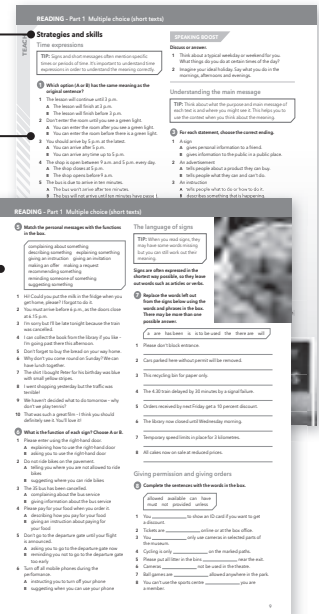 READING - Part 1 Multiple choice (short texts)
TEACH
Strategies and skills
Time expressions
TIP: Signs and short messages often mention specific
times or periods of time. It's important to understand time
expressions in order to understand the meaning correctly.
1 Which option (A or B) has the same meaning as the
original sentence?
1 The lesson will continue until 3 p.m.
A The lesson will finish at 3 p.m.
B The lesson will finish before 3 p.m.
2 Don't enter the room until you see a green light.
A You can enter the room after you see a green light.
B You can enter the room before there is a green light.
3 You should arrive by 5 p.m. at the latest.
A You can arrive after 5 p.m.
B You can arrive any time up to 5 p.m.
4 The shop is open between 9 a.m. and 5 p.m. every day.
A The shop closes at 5 p.m.
B The shop opens before 9 a.m.
5 The bus is due to arrive in ten minutes.
A The bus won't arrive after ten minutes.
SPEAKING BOOST
Discuss or answer.
1 Think about a typical weekday or weekend for you.
What things do you do at certain times of the day?
2 Imagine your ideal holiday. Say what you do in the
mornings, afternoons and evenings.
Understanding the main message
TIP: Think about what the purpose and main message of
each text is and where you might see it. This helps you to
use the context when you think about the meaning.
3 For each statement, choose the correct ending.
1 A sign
A gives personal information to a friend.
B gives information to the public in a public place.
2 An advertisement
A tells people about a product they can buy.
B tells people what they can and can't do.
3 An instruction
A tells people what to do or how to do it.
B describes something that is happening.
READING - Part 1 Multiple choice (short texts)
5 Match the personal messages with the functions
in the box.
complaining about something
describing something explaining something
giving an instruction giving an invitation
making an offer making a request
recommending something
reminding someone of something
suggesting something
1 Hi! Could you put the milk in the fridge when you
get home, please? I forgot to do it.
2 You must arrive before 6 p.m., as the doors close
at 6.15 p.m.
3 I'm sorry but I'll be late tonight because the train
was cancelled.
4 I can collect the book from the library if you like –
I'm going past there this afternoon.
5 Don't forget to buy the bread on your way home.
6 Why don't you come round on Sunday? We can
have lunch together.
7 The shirt I bought Peter for his birthday was blue
with small yellow stripes.
8 I went shopping yesterday but the traffic was
terrible!
9 We haven't decided what to do tomorrow – why
don't we play tennis?
10 That was such a great film – I think you should
definitely see it. You'll love it!
6 What is the function of each sign? Choose A or B.
1 Please enter using the right-hand door.
A explaining how to use the right-hand door
B asking you to use the right-hand door
2 Do not ride bikes on the pavement.
A telling you where you are not allowed to ride
bikes
B suggesting where you can ride bikes
3 The 35 bus has been cancelled.
A complaining about the bus service
B giving information about the bus service
4 Please pay for your food when you order it.
A describing how you pay for your food
B giving an instruction about paying for
your food
5 Don't go to the departure gate until your flight
is announced.
A asking you to go to the departure gate now
B reminding you not to go to the departure gate
too early
6 Turn off all mobile phones during the
performance.
A instructing you to turn off your phone
B suggesting when you can use your phone
The language of signs
TIP: When you read signs, they
may have some words missing
but you can still work out their
meaning.
Signs are often expressed in the
shortest way possible, so they leave
out words such as articles or verbs.
7 Replace the words left out
from the signs below using the
words and phrases in the box.
There may be more than one
possible answer.
a are has been is is to be used the there are will
1 Please don't block entrance.
2 Cars parked here without permit will be removed.
3 This recycling bin for paper only.
4 The 4.30 train delayed by 30 minutes by a signal failure.
5 Orders received by next Friday get a 10 percent discount.
6 The library now closed until Wednesday morning.
7 Temporary speed limits in place for 3 kilometres.
8 All cakes now on sale at reduced prices.
Giving permission and giving orders
8 Complete the sentences with the words in the box.
allowed available can have
must not provided unless
1 You to show an ID card if you want to get
a discount.
2 Tickets are online or at the box office.
3 You only use cameras in selected parts of
the museum.
4 Cycling is only on the marked paths.
5 Please put all litter in the bins near the exit.
6 Cameras not be used in the theatre.
7 Ball games are allowed anywhere in the park.
8 You can't use the sports centre you are
a member.
9